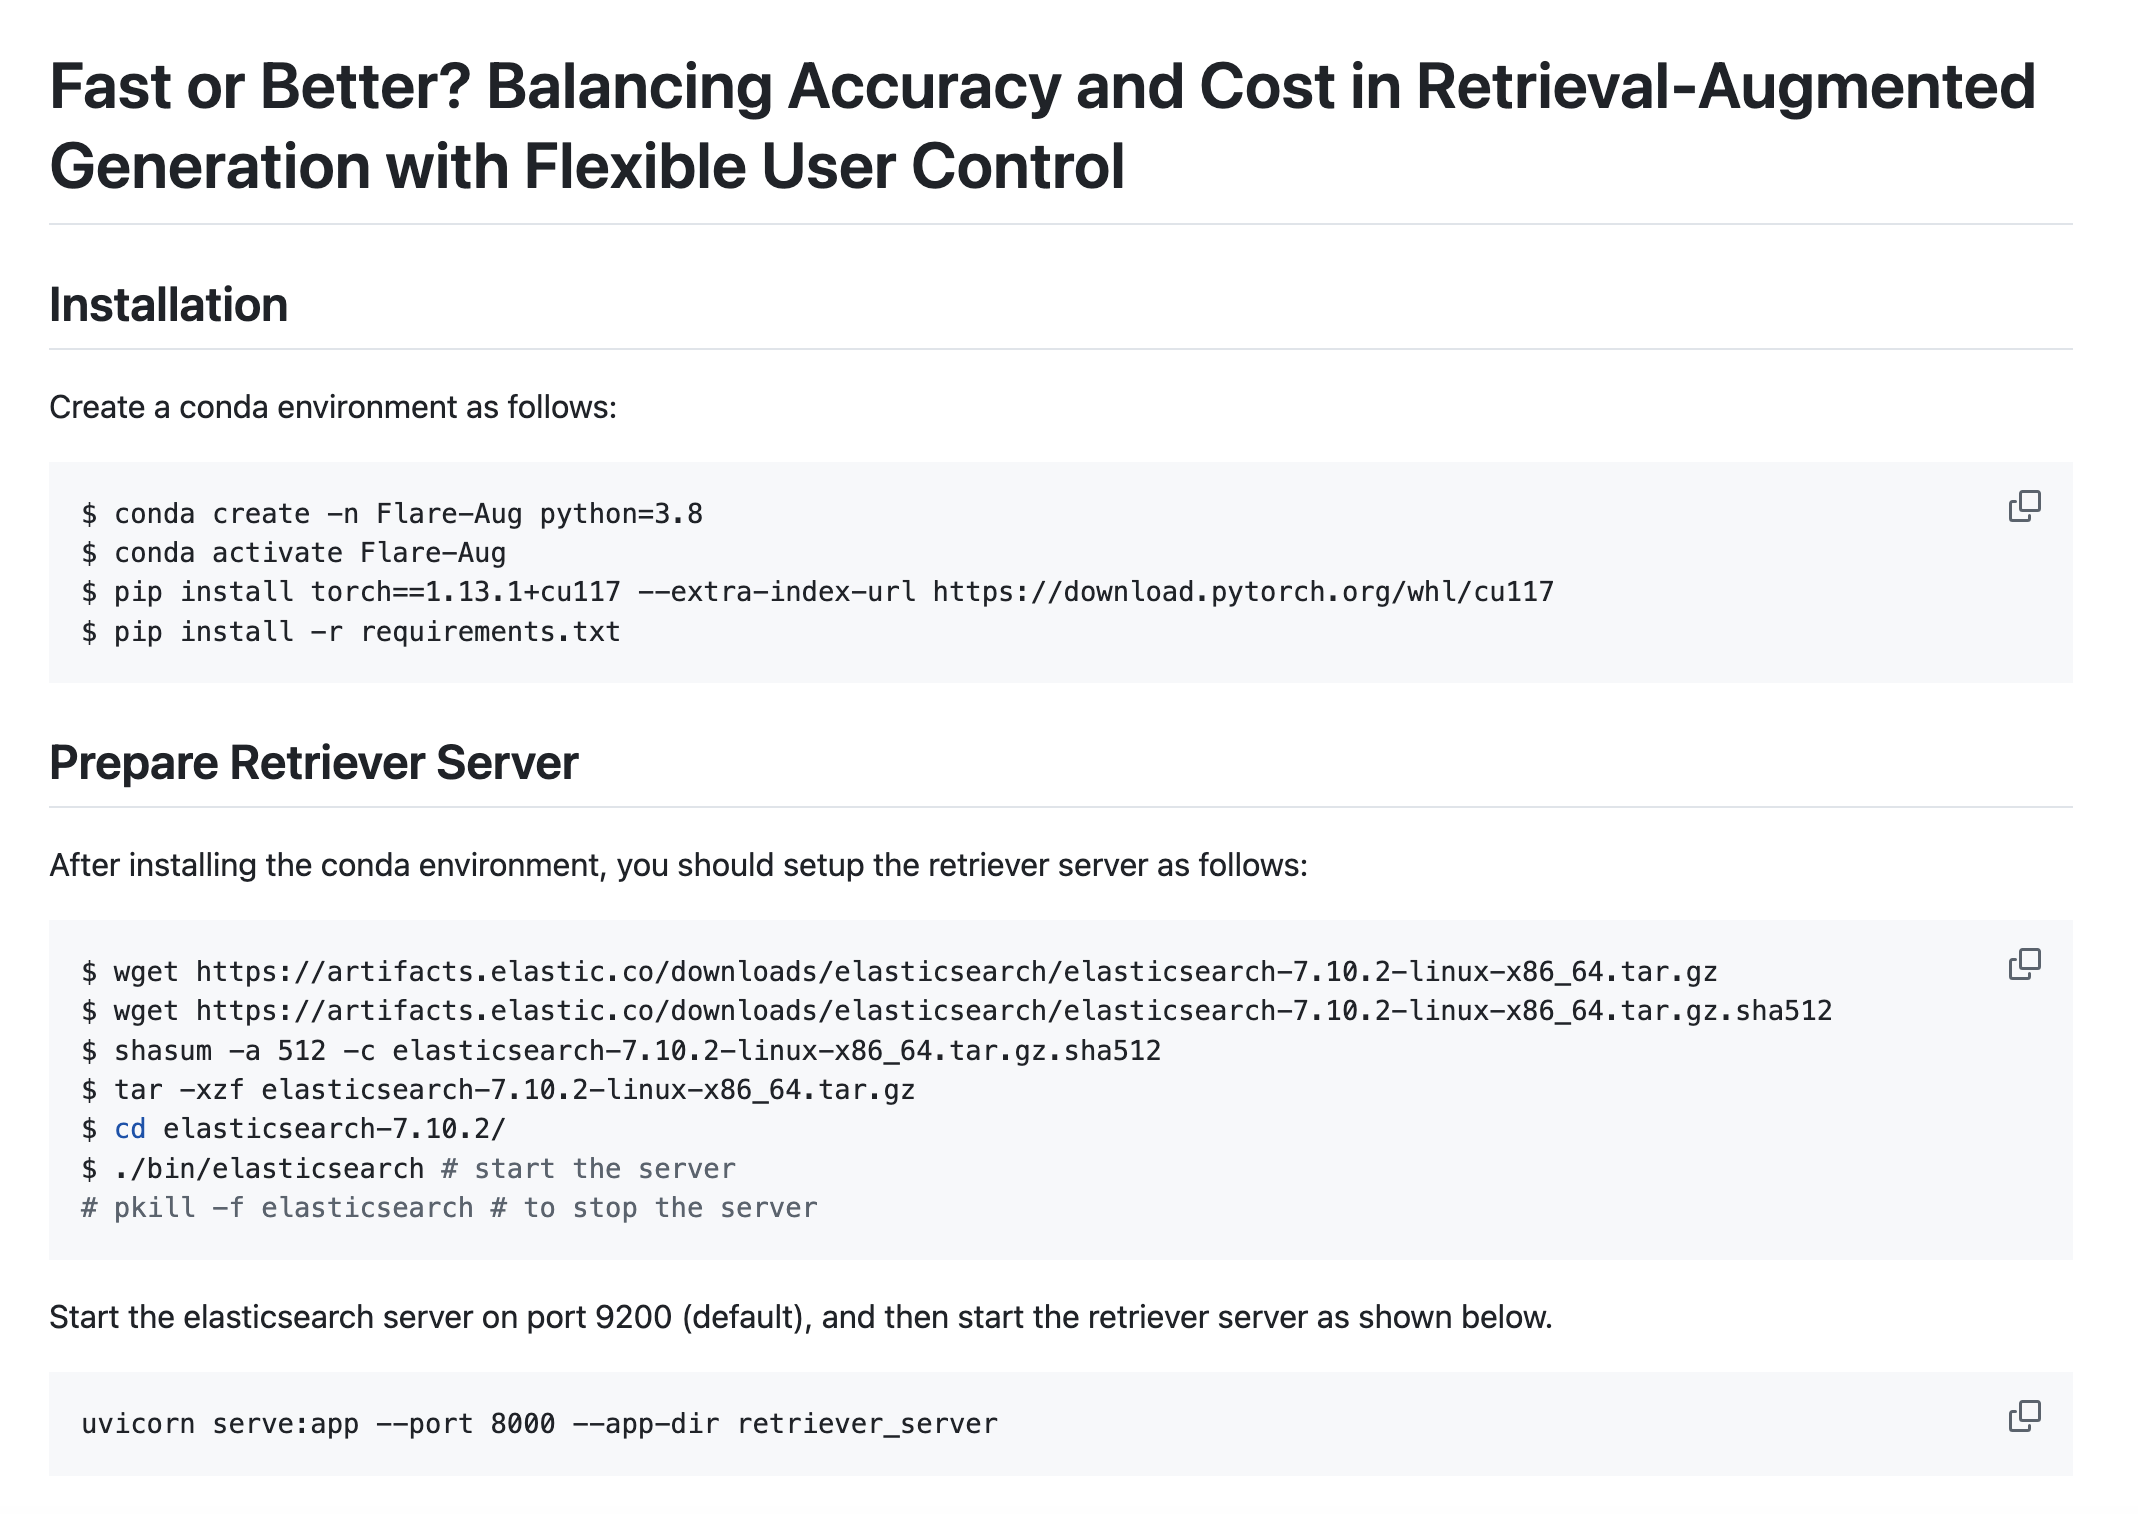 Fast or Better? Balancing Accuracy and Cost in Retrieval-Augmented
Generation with Flexible User Control
Installation
Create a conda environment as follows:
$ conda create -n Flare-Aug python=3.8
$ conda activate Flare-Aug
$ pip install torch==1.13.1+cu117 --extra-index-url https://download.pytorch.org/whl/cu117
$ pip install -r requirements.txt
Prepare Retriever Server
After installing the conda environment, you should setup the retriever server as follows:
$ wget https://artifacts.elastic.co/downloads/elasticsearch/elasticsearch-7.10.2-linux-x86_64.tar.gz
$ wget https://artifacts.elastic.co/downloads/elasticsearch/elasticsearch-7.10.2-linux-x86_64.tar.gz.sha512
$ shasum -a 512 -c elasticsearch-7.10.2-linux-x86_64.tar.gz.sha512
$ tar -xzf elasticsearch-7.10.2-linux-x86_64.tar.gz
$ cd elasticsearch-7.10.2/
$ ./bin/elasticsearch # start the server
# pkill -f elasticsearch # to stop the server
Start the elasticsearch server on port 9200 (default), and then start the retriever server as shown below.
uvicorn serve:app --port 8000 --app-dir retriever_server